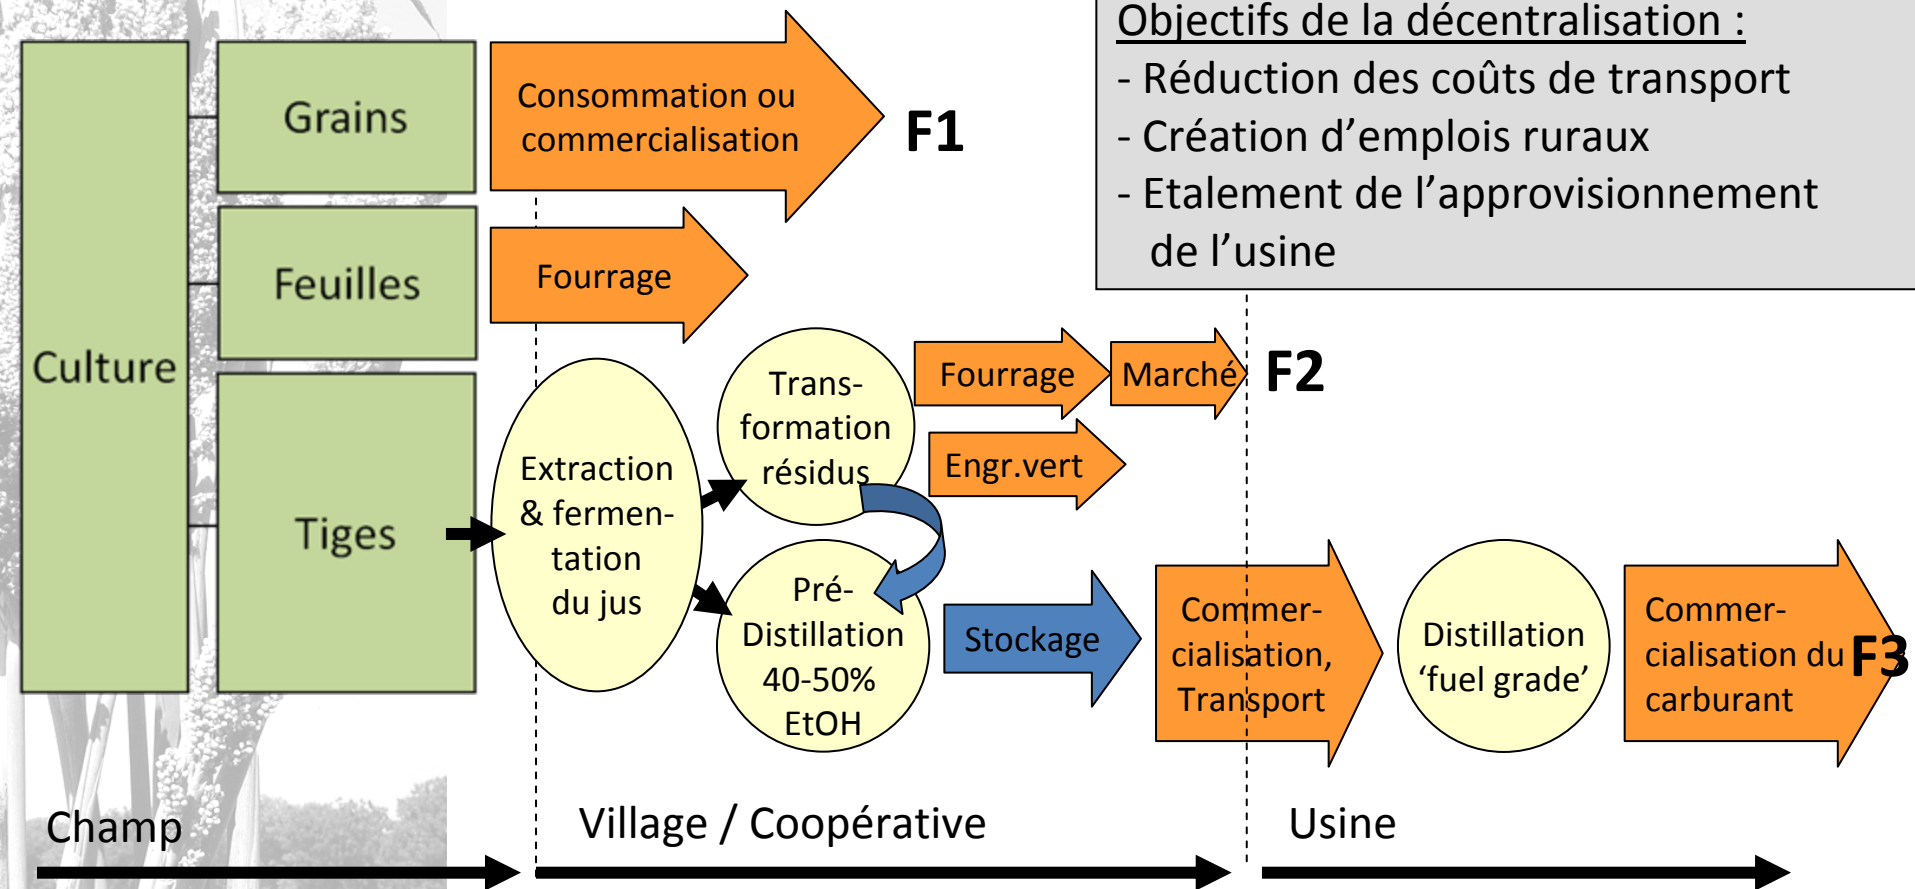 Objectifs de la décentralisation :
- Réduction des coûts de transport
- Création d’emplois ruraux
- Etalement de l’approvisionnement
de l’usine
Culture
Grains
Feuilles
Tiges
Consommation ou
commercialisation
F1
Fourrage
Extraction
& fermen-
tation
du jus
Trans-
formation
résidus
Fourrage
Marché
F2
Engr.vert
Pré-
Distillation
40-50%
EtOH
Stockage
Commer-
cialisation,
Transport
Distillation
‘fuel grade’
Commer-
cialisation du
carburant
F3
Champ
Village / Coopérative
Usine